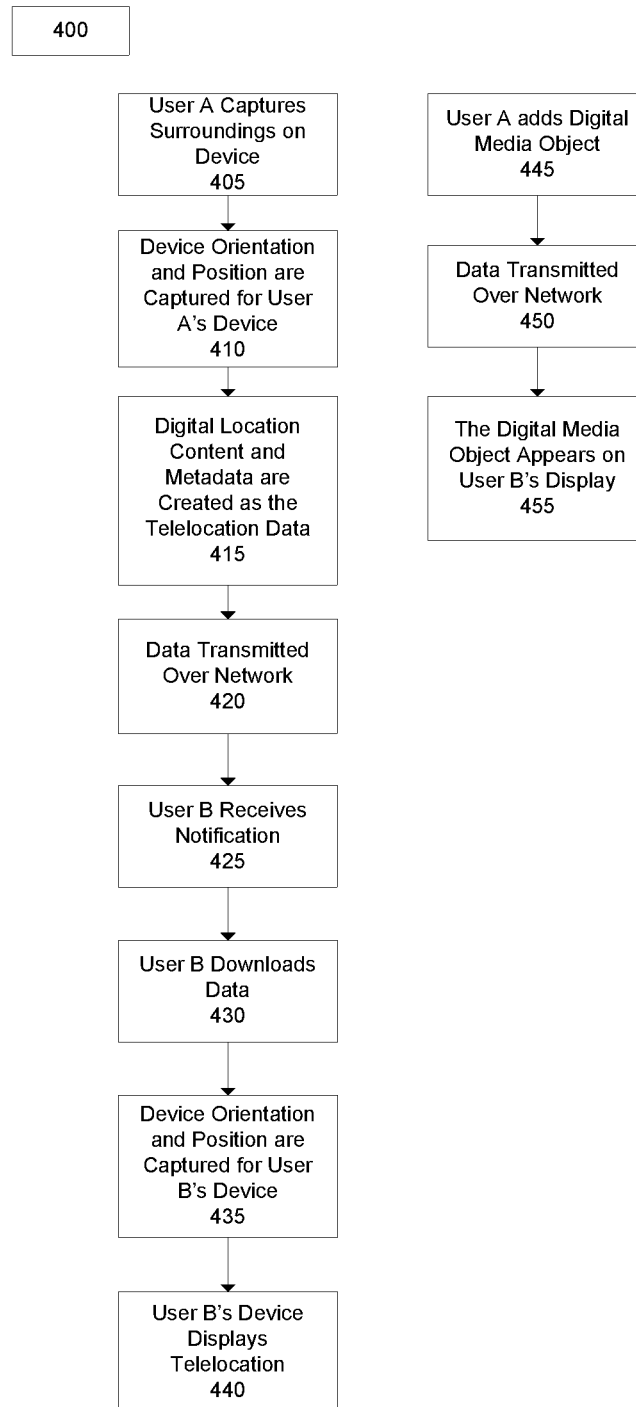 400
User A Captures
Surroundings on
Device
405
Device Orientation
and Position are
Captured for User
A's Device
410
Digital Location
Content and
Metadata are
Created as the
Telelocation Data
415
Data Transmitted
Over Network
420
User B Receives
Notification
425
User B Downloads
Data
430
Device Orientation
and Position are
Captured for User
B's Device
435
User B's Device
Displays
Telelocation
440
User A adds Digital
Media Object
445
Data Transmitted
Over Network
450
The Digital Media
Object Appears on
User B's Display
455